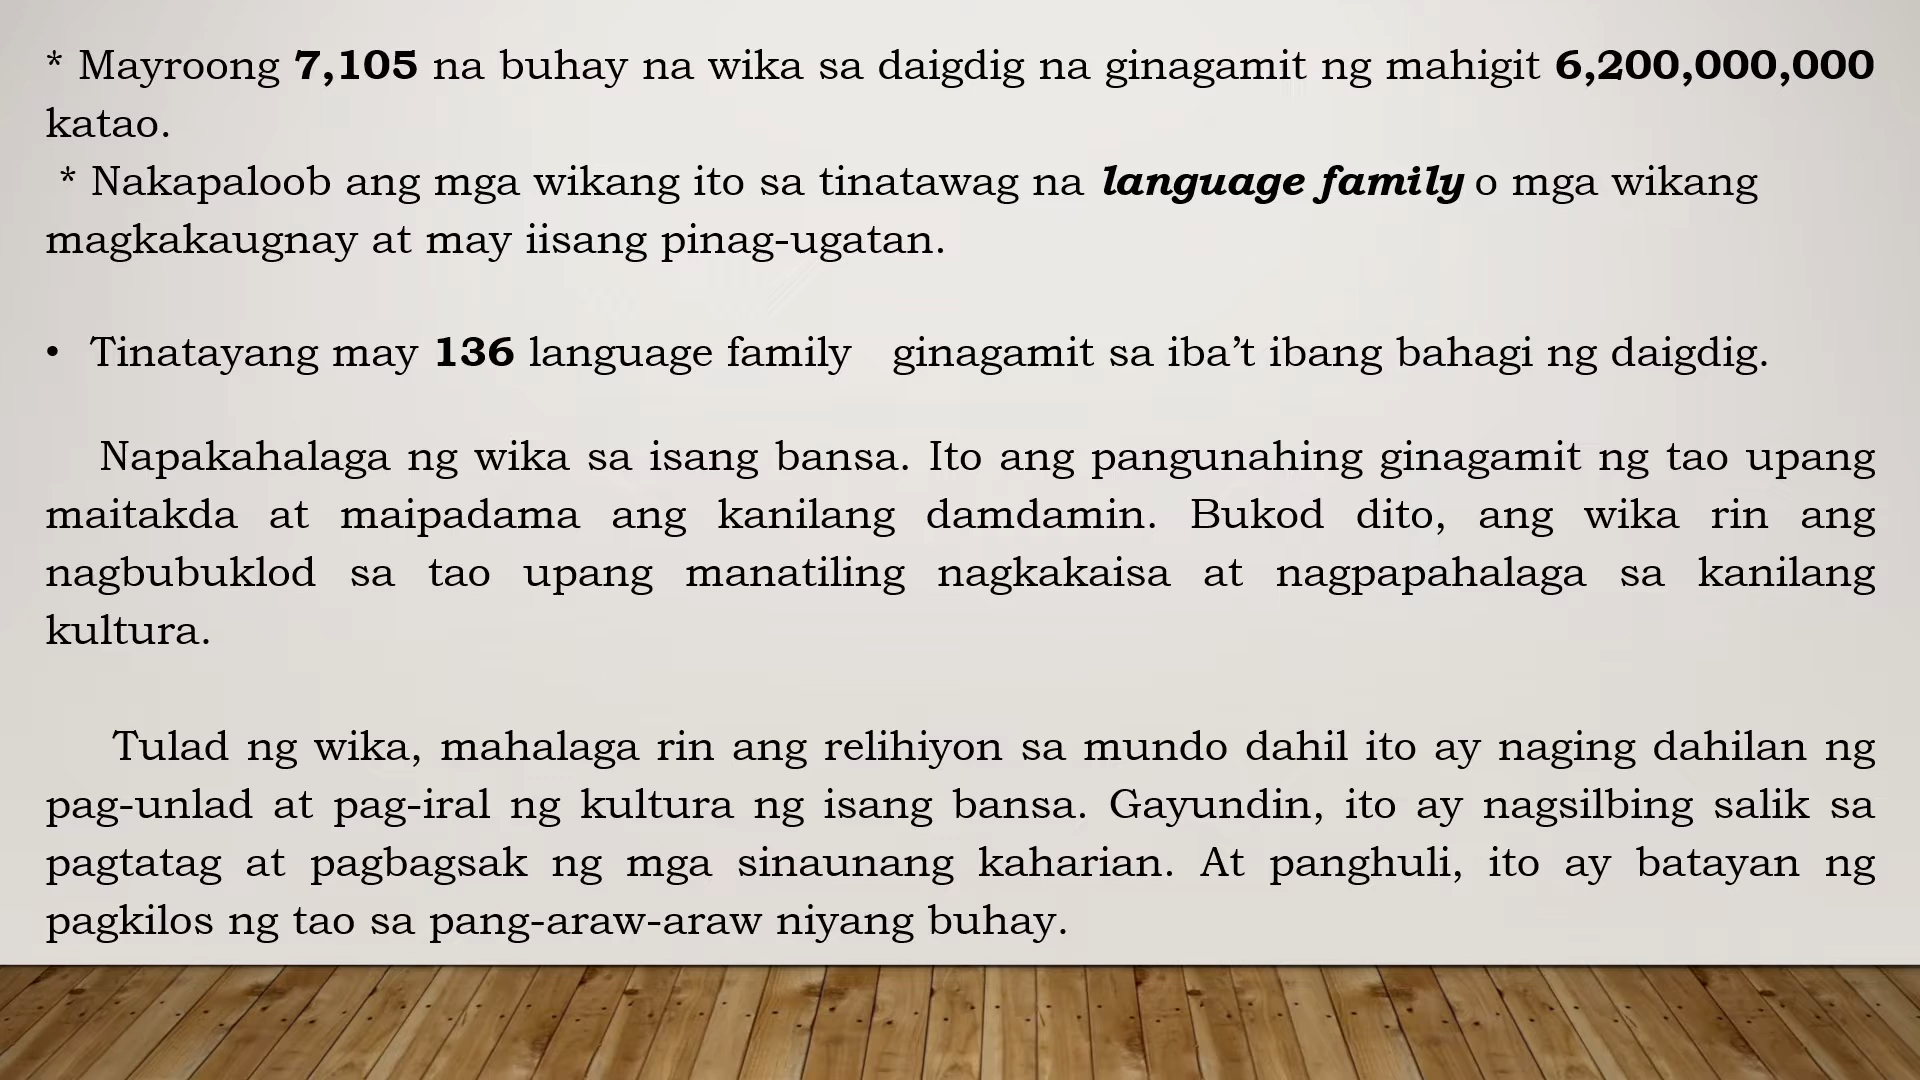 * Mayroong 7,105 na buhay na wika sa daigdig na ginagamit ng mahigit 6,200,000,000
katao.
* Nakapaloob ang mga wikang ito sa tinatawag na language family o mga wikang
magkakaugnay at may iisang pinag-ugatan.
• Tinatayang may 136 language family ginagamit sa iba’t ibang bahagi ng daigdig.
Napakahalaga ng wika sa isang bansa. Ito ang pangunahing ginagamit ng tao upang
maitakda at maipadama ang kanilang damdamin. Bukod dito, ang wika rin ang
nagbubuklod sa tao upang manatiling nagkakaisa at nagpapahalaga sa kanilang
kultura.
Tulad ng wika, mahalaga rin ang relihiyon sa mundo dahil ito ay naging dahilan ng
pag-unlad at pag-iral ng kultura ng isang bansa. Gayundin, ito ay nagsilbing salik sa
pagtatag at pagbagsak ng mga sinaunang kaharian. At panghuli, ito ay batayan ng
pagkilos ng tao sa pang-araw-araw niyang buhay.